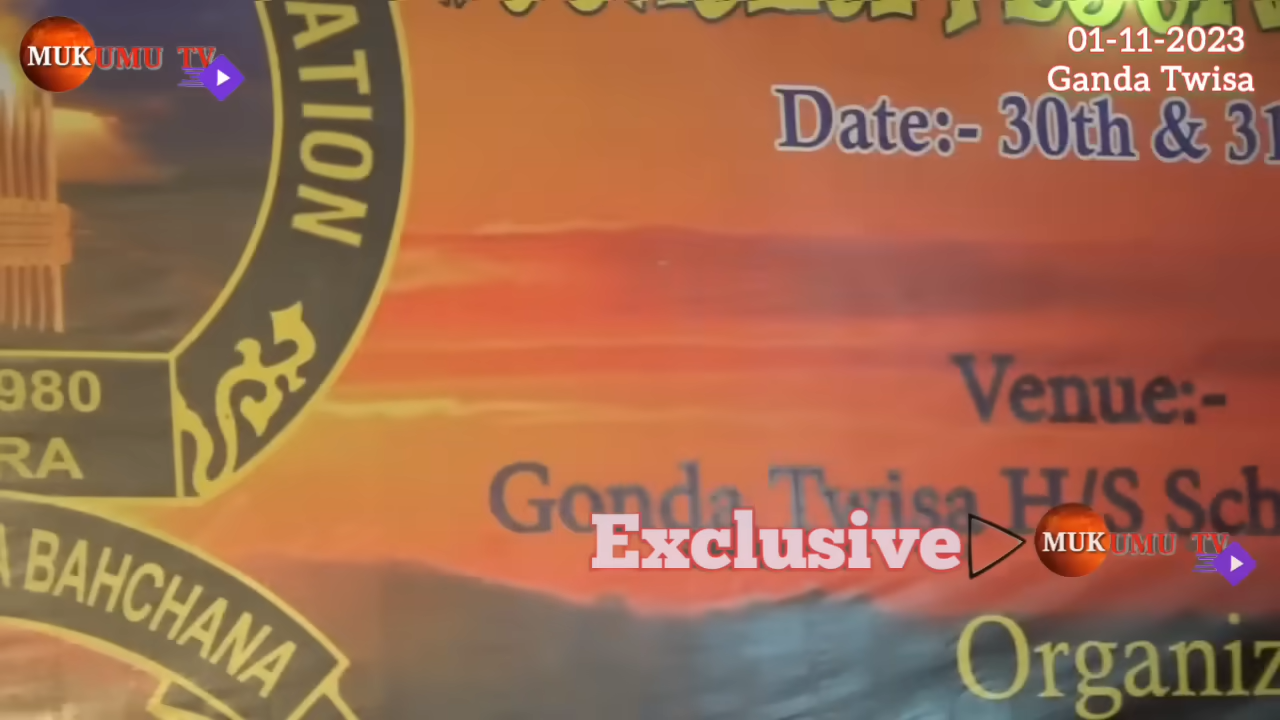 MUKUMU TV
01-11-2023
Ganda Twisa
ATION
Date:- 30th & 31
Venue:-
980
RA
Gonda Twisa H/S Sch
Exclusive
MUKUMU TV
A BAHCHANA
Organiz